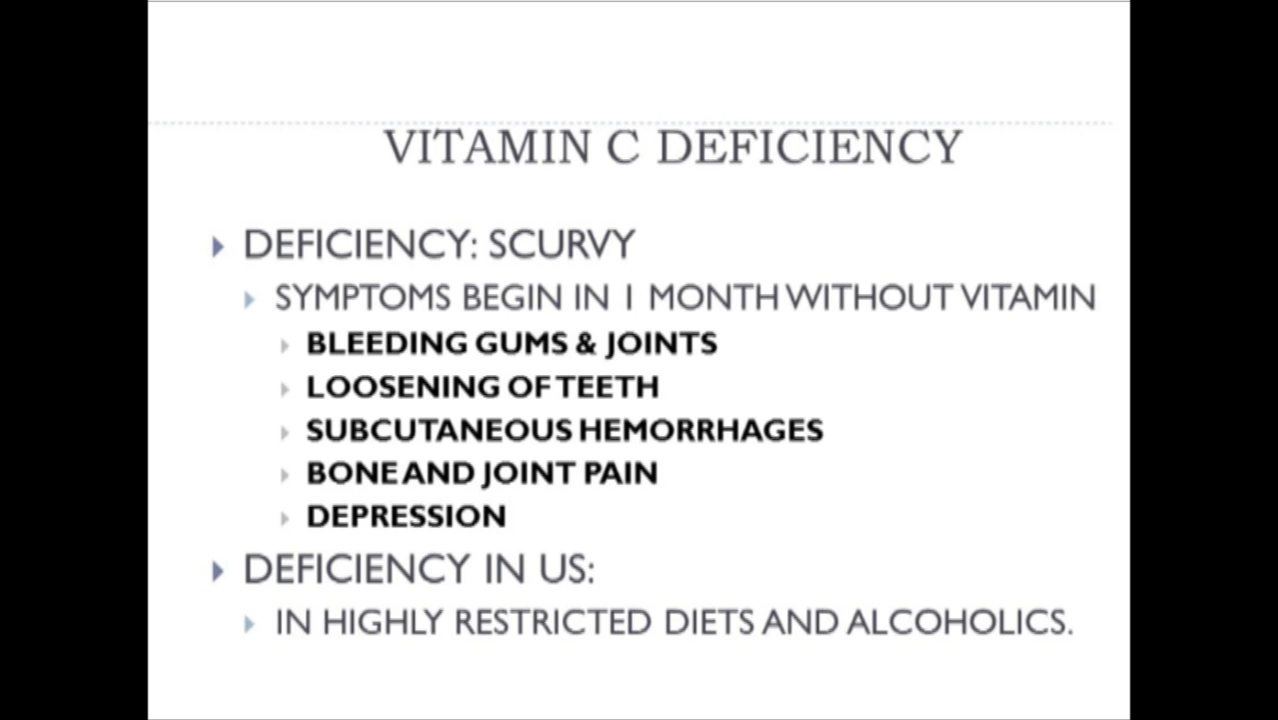 VITAMIN C DEFICIENCY
DEFICIENCY: SCURVY
SYMPTOMS BEGIN IN 1 MONTH WITHOUT VITAMIN
BLEEDING GUMS & JOINTS
LOOSENING OF TEETH
SUBCUTANEOUS HEMORRHAGES
BONE AND JOINT PAIN
DEPRESSION
DEFICIENCY IN US:
IN HIGHLY RESTRICTED DIETS AND ALCOHOLICS.